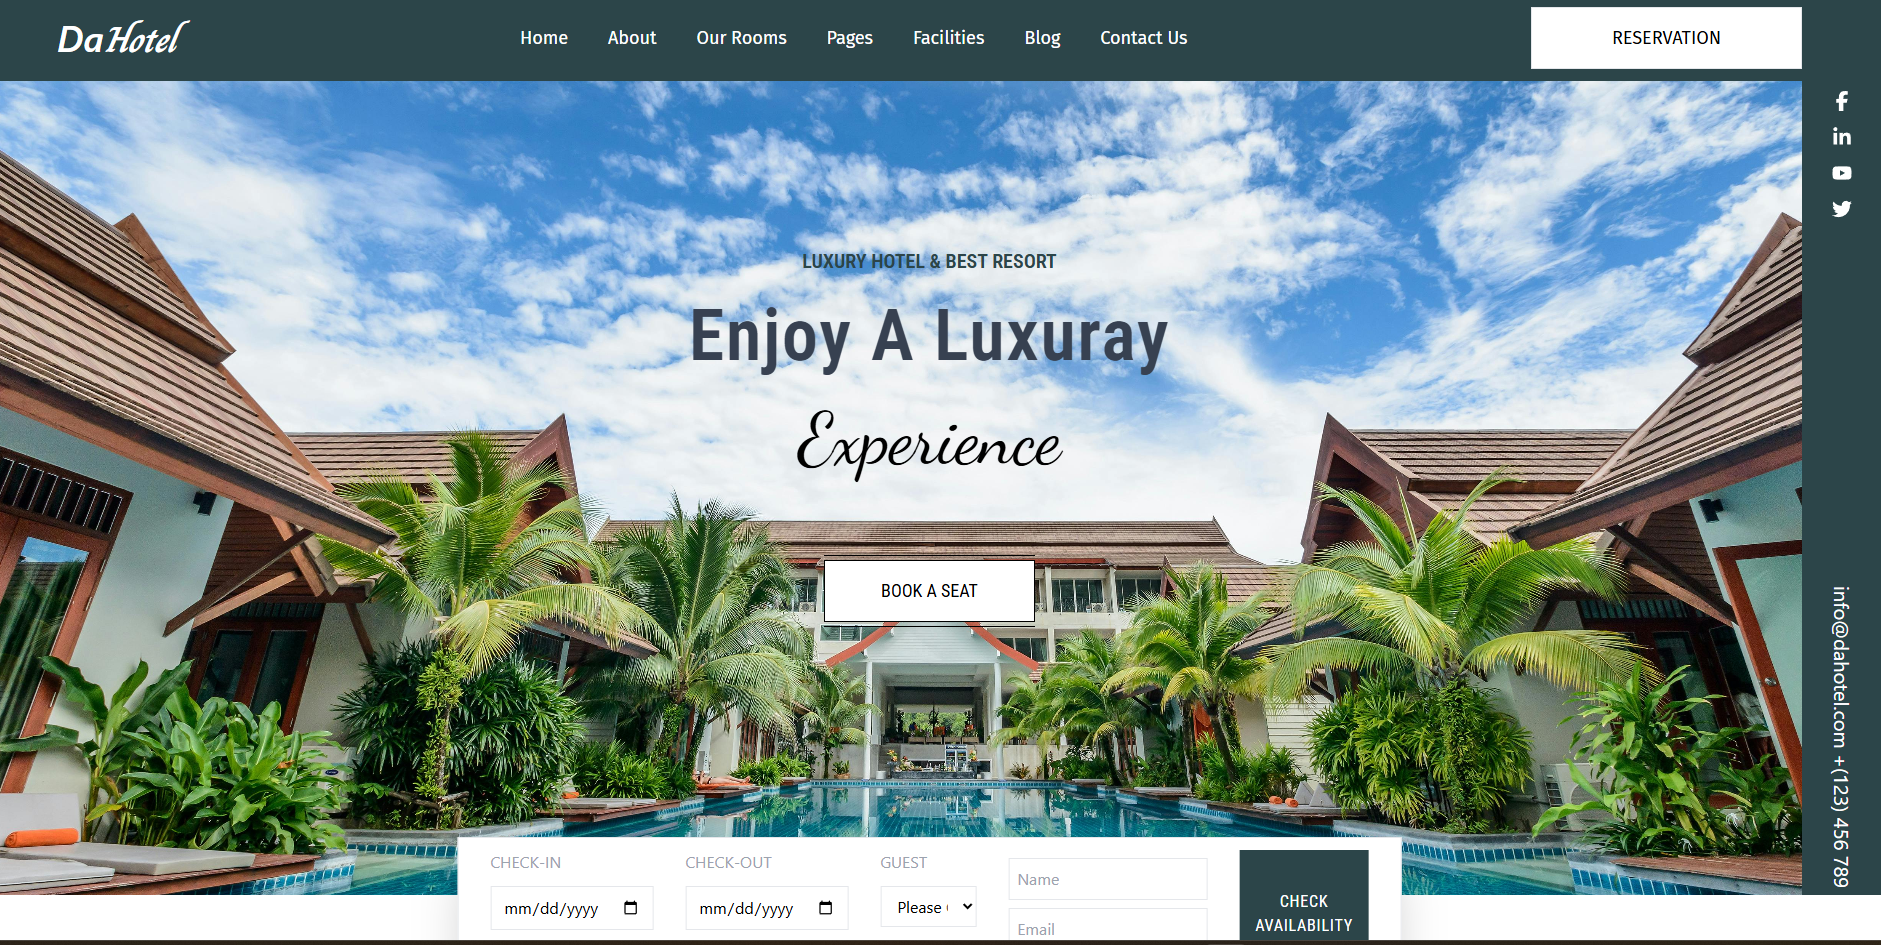 Da Hotel
Home About Our Rooms Pages Facilities Blog Contact Us
RESERVATION
LUXURY HOTEL & BEST RESORT
Enjoy A Luxuray
Experience
BOOK A SEAT
info@dahotel.com +(123) 456 789
CHECK-IN
mm/dd/yyyy
CHECK-OUT
mm/dd/yyyy
GUEST
Please
Name
Email
CHECK
AVAILABILITY